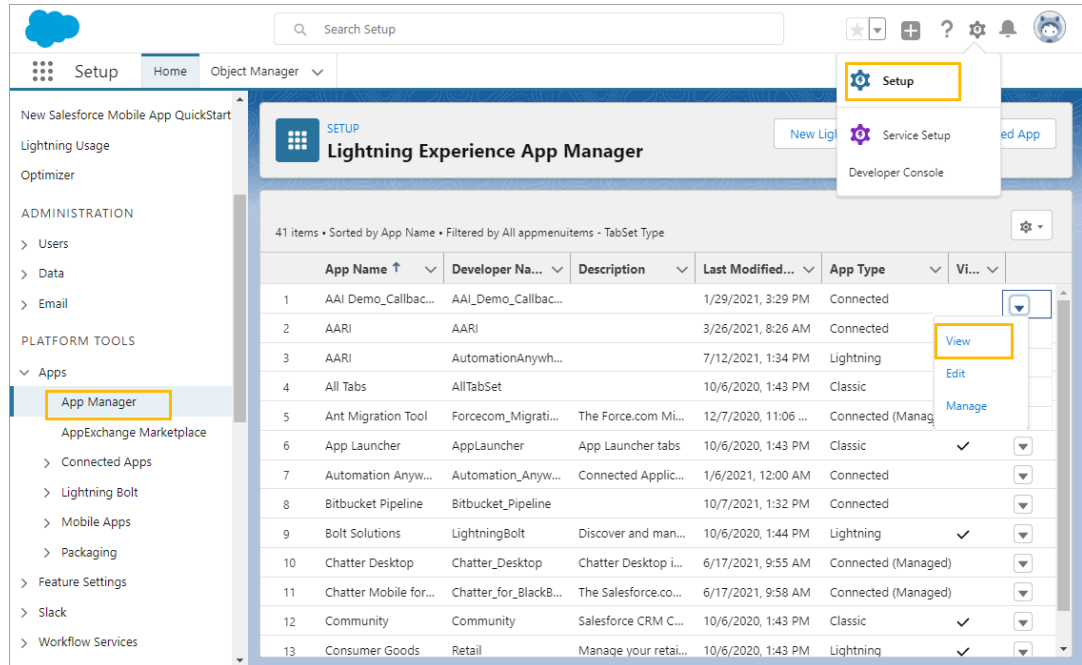 Search Setup
Setup
Home
Object Manager
Setup
Service Setup
Developer Console
New Salesforce Mobile App QuickStart
Lightning Usage
Optimizer
ADMINISTRATION
Users
Data
Email
PLATFORM TOOLS
Apps
App Manager
AppExchange Marketplace
Connected Apps
Lightning Bolt
Mobile Apps
Packaging
Feature Settings
Slack
Workflow Services
SETUP
Lightning Experience App Manager
New Ligh
ed App
41 items • Sorted by App Name • Filtered by All appmenuitems - TabSet Type
App Name ↑ Developer Na... Description Last Modified... App Type Vi...
1 AAI Demo_Callbac... AAI_Demo_Callbac... 1/29/2021, 3:29 PM Connected
2 AARI AARI 3/26/2021, 8:26 AM Connected
3 AARI AutomationAnywh... 7/12/2021, 1:34 PM Lightning
4 All Tabs AllTabSet 10/6/2020, 1:43 PM Classic
5 Ant Migration Tool Forcecom_Migrati... The Force.com Mi... 12/7/2020, 11:06 ... Connected (Manag
6 App Launcher AppLauncher App Launcher tabs 10/6/2020, 1:43 PM Classic ✓
7 Automation Anyw... Automation_Anyw... Connected Applic... 1/6/2021, 12:00 AM Connected
8 Bitbucket Pipeline Bitbucket_Pipeline 10/7/2021, 1:32 PM Connected
9 Bolt Solutions LightningBolt Discover and man... 10/6/2020, 1:44 PM Lightning ✓
10 Chatter Desktop Chatter_Desktop Chatter Desktop i... 6/17/2021, 9:55 AM Connected (Managed)
11 Chatter Mobile for... Chatter_for_BlackB... The Salesforce.co... 6/17/2021, 9:58 AM Connected (Managed)
12 Community Community Salesforce CRM C... 10/6/2020, 1:43 PM Classic ✓
13 Consumer Goods Retail Manage your retai... 10/6/2020, 1:43 PM Lightning ✓
View
Edit
Manage